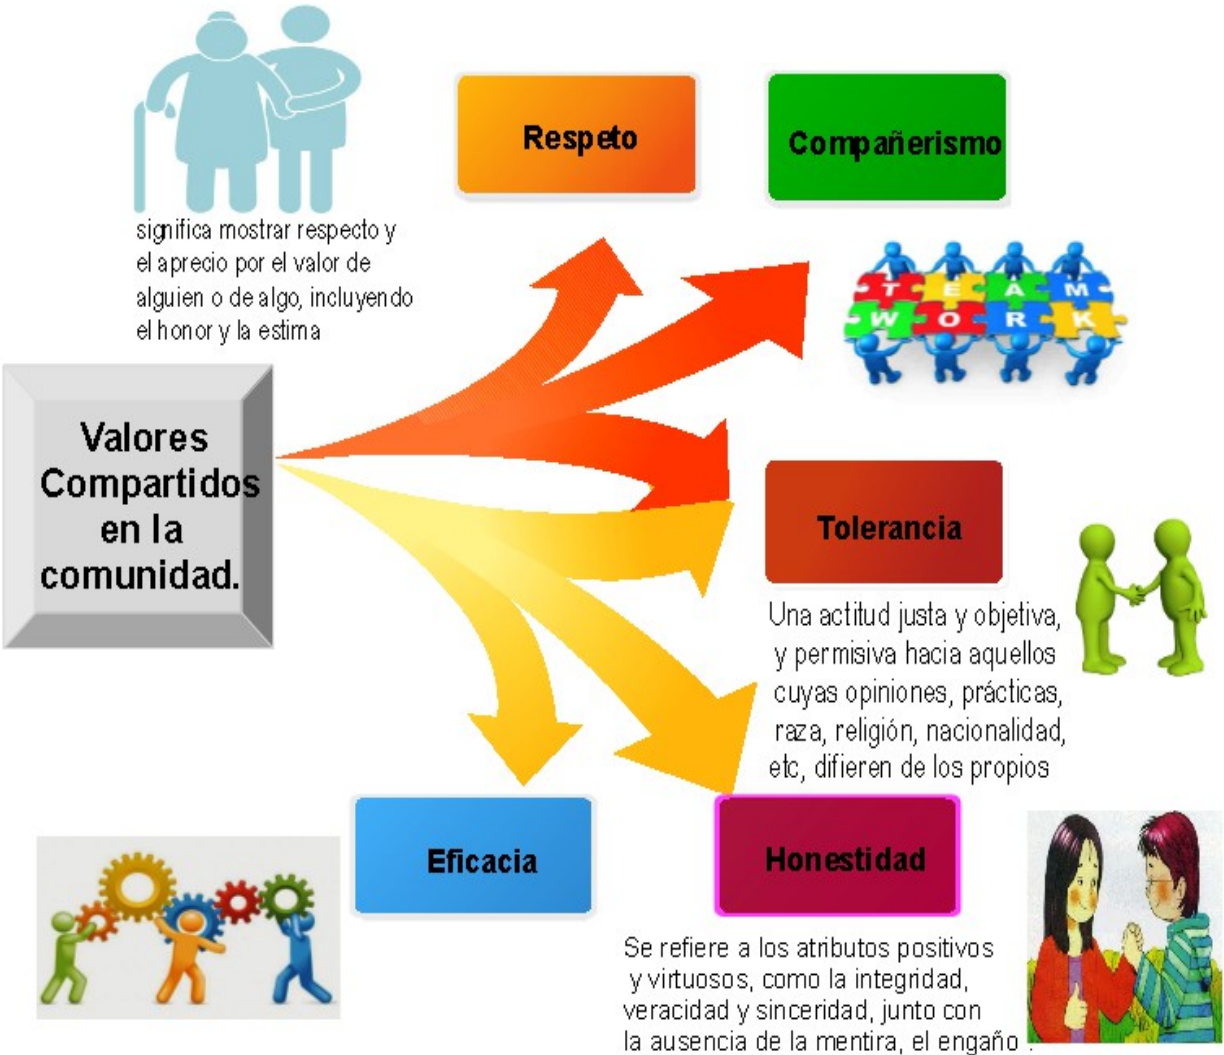 Respeto
Compañerismo
significa mostrar respecto y
el aprecio por el valor de
alguien o de algo, incluyendo
el honor y la estima
TEAM
WORK
Valores
Compartidos
en la
comunidad.
Tolerancia
Una actitud justa y objetiva,
y permisiva hacia aquellos
cuyas opiniones, prácticas,
raza, religión, nacionalidad,
etc, difieren de los propios
Eficacia
Honestidad
Se refiere a los atributos positivos
y virtuosos, como la integridad,
veracidad y sinceridad, junto con
la ausencia de la mentira, el engaño .